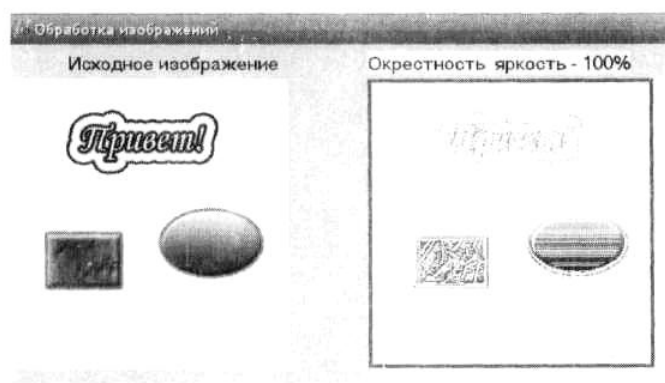 Обработка изображений
Исходное изображение
Окрестность яркость - 100%
Привет!